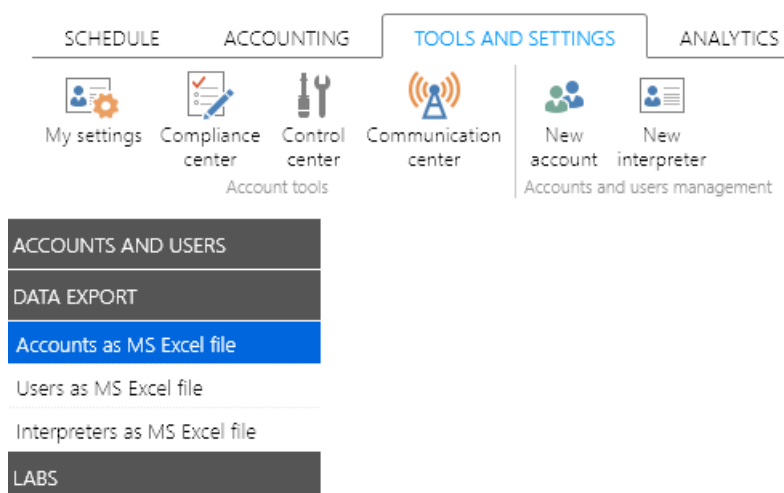 SCHEDULE ACCOUNTING TOOLS AND SETTINGS ANALYTICS
My settings Compliance center Control center Communication center New account New interpreter
Account tools Accounts and users management
ACCOUNTS AND USERS
DATA EXPORT
Accounts as MS Excel file
Users as MS Excel file
Interpreters as MS Excel file
LABS